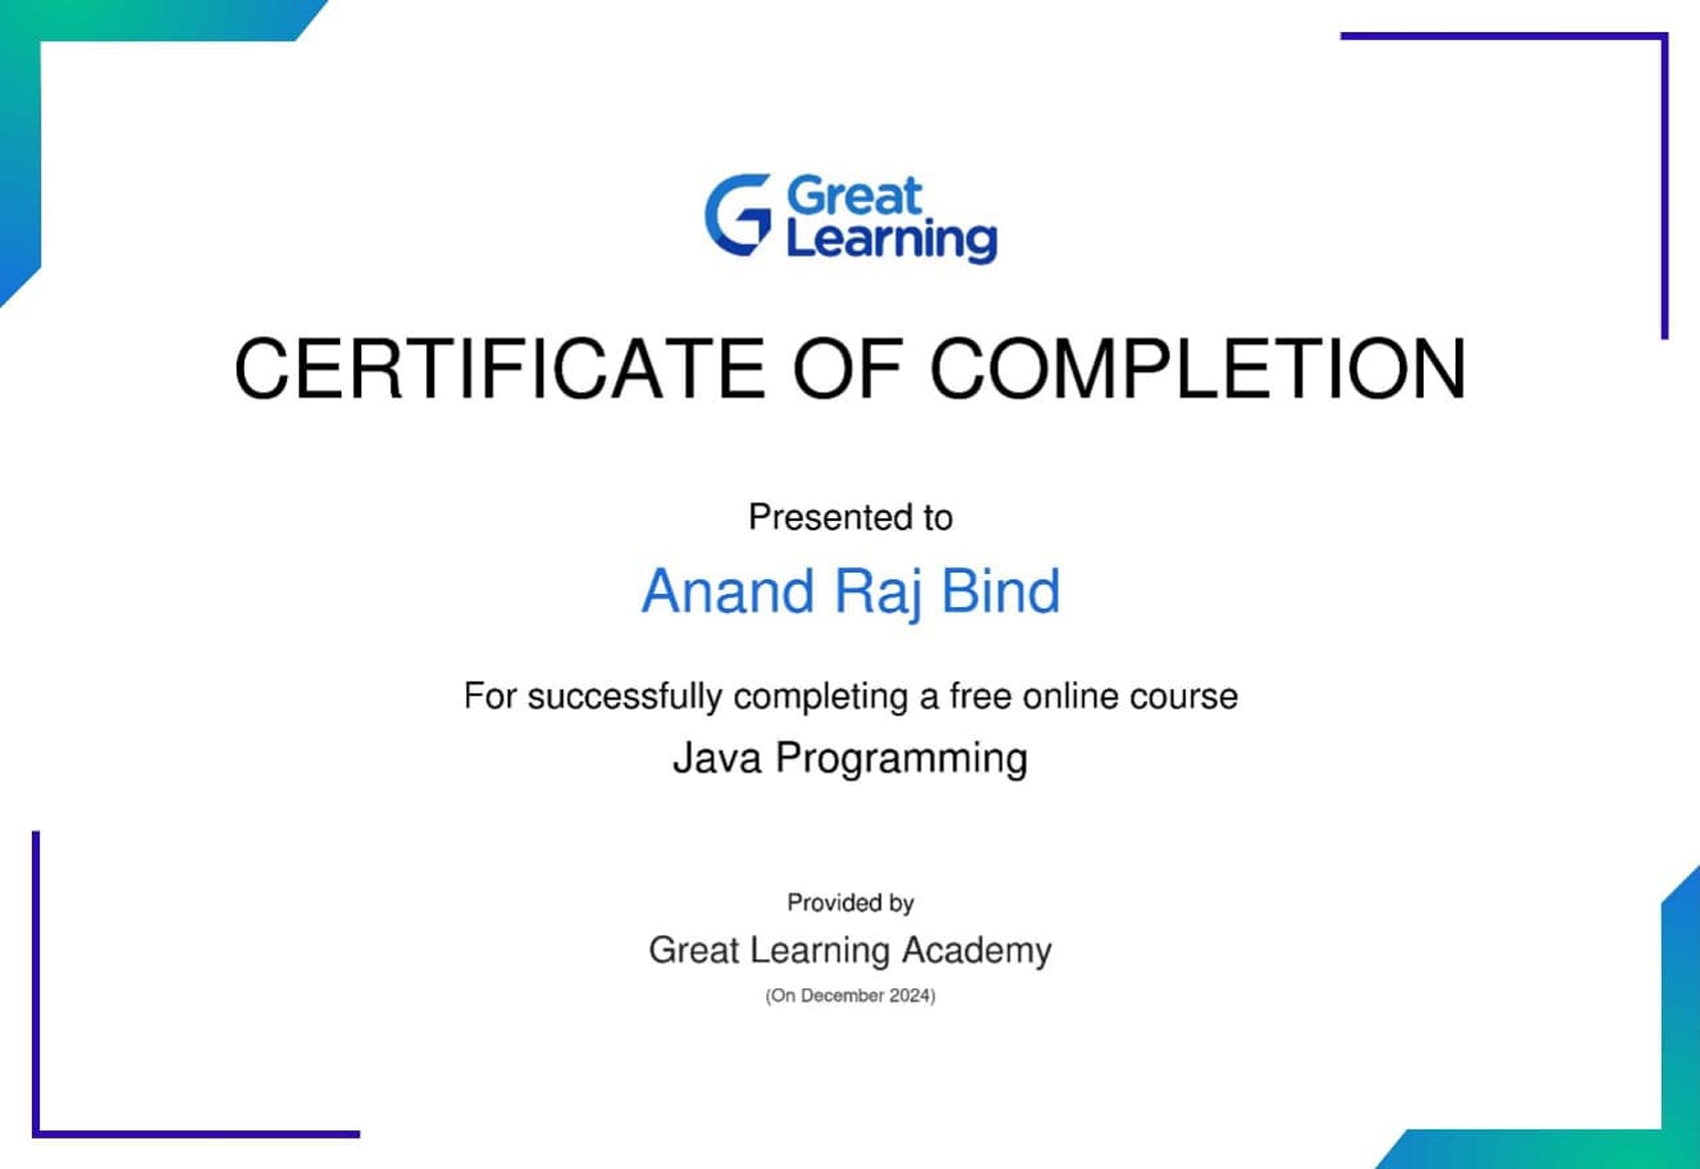 Great
Learning
CERTIFICATE OF COMPLETION
Presented to
Anand Raj Bind
For successfully completing a free online course
Java Programming
Provided by
Great Learning Academy
(On December 2024)